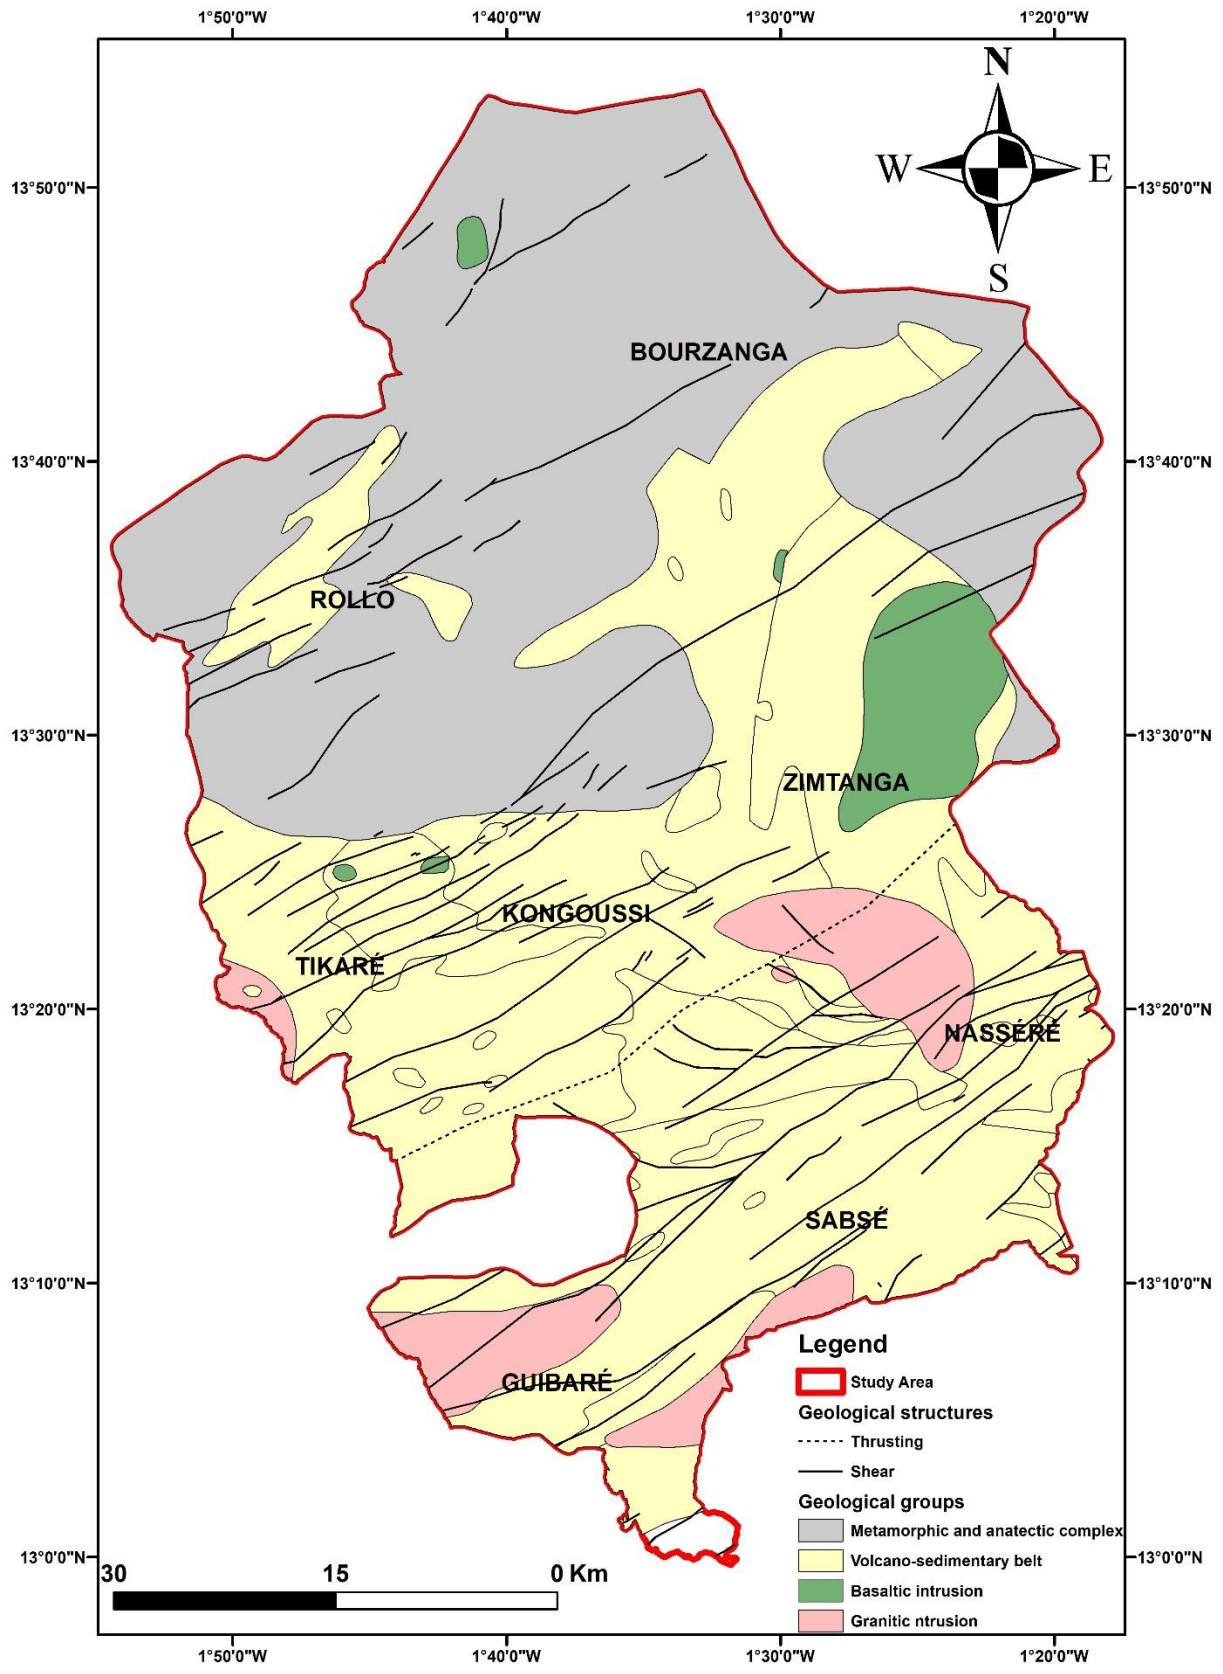 1°50'0"W 1°40'0"W 1°30'0"W 1°20'0"W
N
W E
S
13°50'0"N 13°50'0"N
BOURZANGA
13°40'0"N 13°40'0"N
ROLLO
13°30'0"N 13°30'0"N
ZIMTANGA
KONGOUSSI
TIKARÉ
13°20'0"N 13°20'0"N
NASSÉRÉ
SABSÉ
13°10'0"N 13°10'0"N
GUIBARÉ
Legend
Study Area
Geological structures
Thrusting
Shear
Geological groups
Metamorphic and anatectic complex
Volcano-sedimentary belt
Basaltic intrusion
Granitic ntrusion
13°0'0"N 13°0'0"N
30 15 0 Km
1°50'0"W 1°40'0"W 1°30'0"W 1°20'0"W